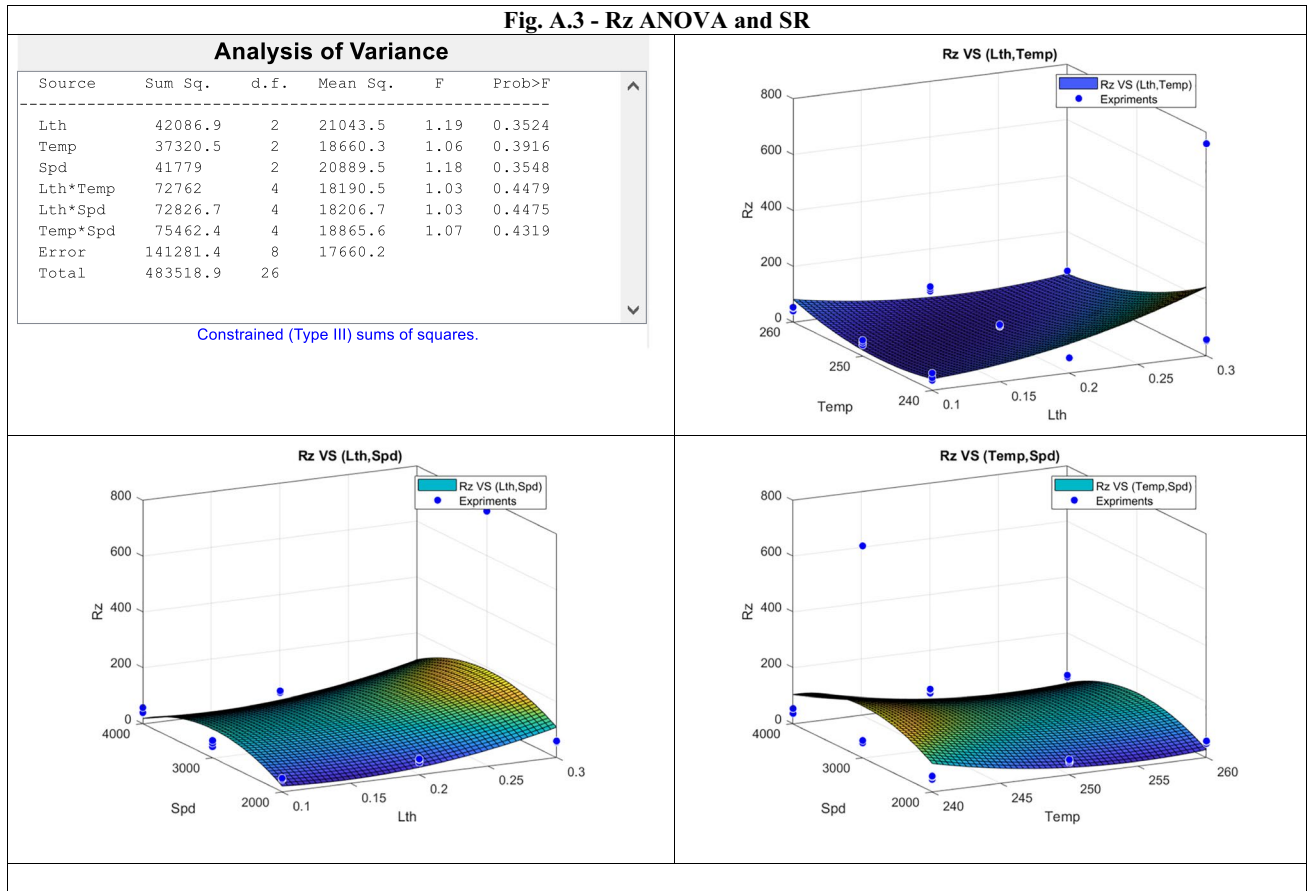 Fig. A.3 - Rz ANOVA and SR
Analysis of Variance
Source Sum Sq. d.f. Mean Sq. F Prob>F
Lth 42086.9 2 21043.5 1.19 0.3524
Temp 37320.5 2 18660.3 1.06 0.3916
Spd 41779 2 20889.5 1.18 0.3548
Lth*Temp 72762 4 18190.5 1.03 0.4479
Lth*Spd 72826.7 4 18206.7 1.03 0.4475
Temp*Spd 75462.4 4 18865.6 1.07 0.4319
Error 141281.4 8 17660.2
Total 483518.9 26
Constrained (Type III) sums of squares.
Rz VS (Lth,Temp)
Rz VS (Lth,Temp)
Expriments
800
600
400
200
0
Rz
260
250
240
Temp
0.1
0.15
0.2
0.25
0.3
Lth
Rz VS (Lth,Spd)
Rz VS (Lth,Spd)
Expriments
800
600
400
200
0
Rz
4000
3000
2000
Spd
0.1
0.15
0.2
0.25
0.3
Lth
Rz VS (Temp,Spd)
Rz VS (Temp,Spd)
Expriments
800
600
400
200
0
Rz
4000
3000
2000
Spd
240
245
250
255
260
Temp